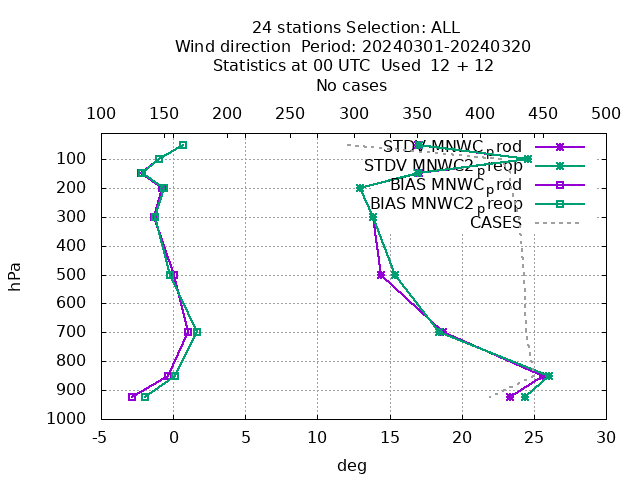 24 stations Selection: ALL
Wind direction  Period: 20240301-20240320
Statistics at 00 UTC  Used  12 + 12
No cases
100 150 200 250 300 350 400 450 500
STDV MNWC_prod
100
STDV MNWC2_preop
200
BIAS MNWC_prod
BIAS MNWC2_preop
300
CASES
400
hPa
500
600
700
800
900
1000
-5 0 5 10 15 20 25 30
deg